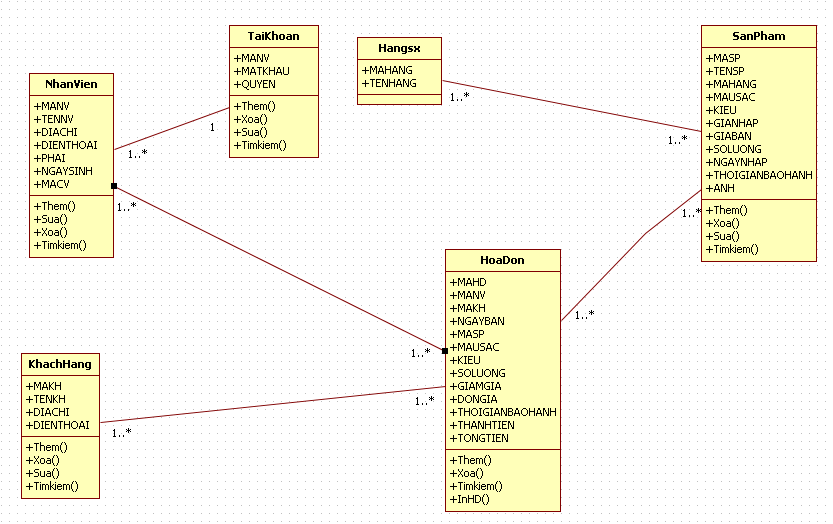 TaiKhoan
+MANV
+MATKHAU
+QUYEN
+Them()
+Xoa()
+Sua()
+Timkiem()
Hangsx
+MAHANG
+TENHANG
SanPham
+MASP
+TENSP
+MAHANG
+MAUSAC
+KIEU
+GIANHAP
+GIABAN
+SOLUONG
+NGAYNHAP
+THOIGIANBAOHANH
+ANH
+Them()
+Xoa()
+Sua()
+Timkiem()
NhanVien
+MANV
+TENNV
+DIACHI
+DIENTHOAI
+PHAI
+NGAYSINH
+MACV
+Them()
+Sua()
+Xoa()
+Timkiem()
1..*
1
1..*
1..*
1..*
1..*
1..*
1..*
HoaDon
+MAHD
+MANV
+MAKH
+NGAYBAN
+MASP
+MAUSAC
+KIEU
+SOLUONG
+GIAMGIA
+DONGIA
+THOIGIANBAOHANH
+THANHTIEN
+TONGTIEN
+Them()
+Xoa()
+Timkiem()
+InHD()
KhachHang
+MAKH
+TENKH
+DIACHI
+DIENTHOAI
+Them()
+Xoa()
+Sua()
+Timkiem()
1..*
1..*